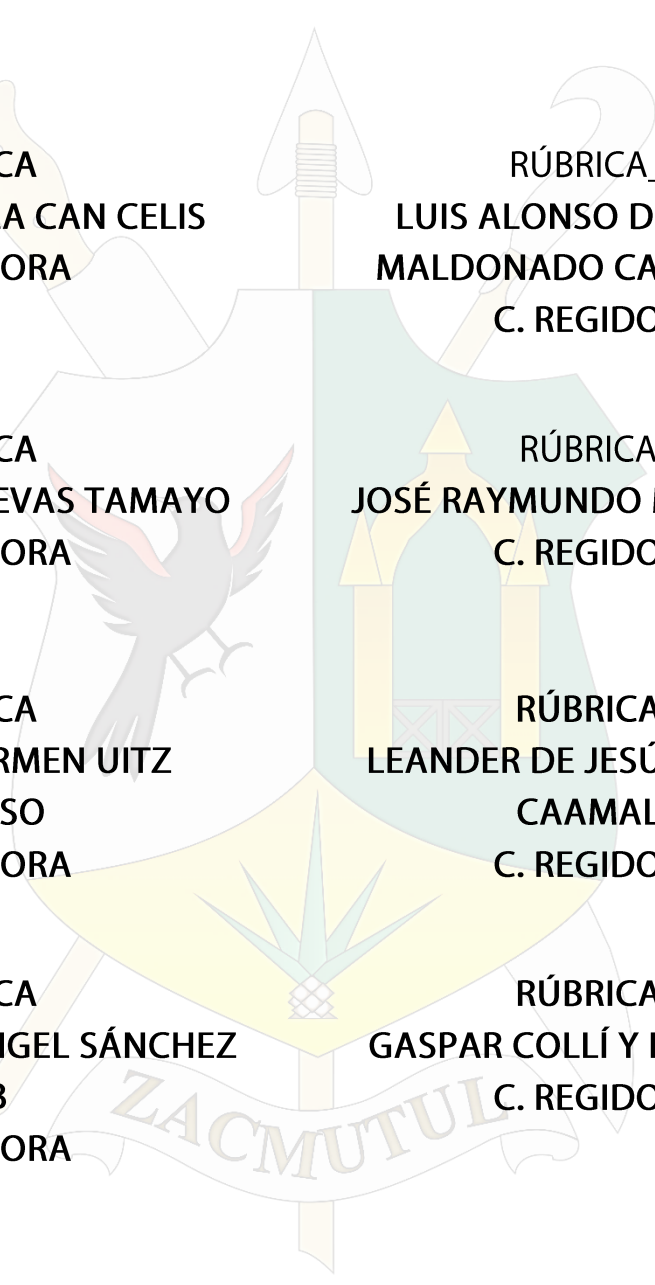 CA
RÚBRICA_
A CAN CELIS
LUIS ALONSO D
ORA
MALDONADO CA
C. REGIDO
CA
RÚBRICA
EVAS TAMAYO
JOSÉ RAYMUNDO
ORA
C. REGIDO
CA
RÚBRICA
RMEN UITZ
LEANDER DE JESÚ
SO
CAAMAL
ORA
C. REGIDO
CA
RÚBRICA
NGEL SÁNCHEZ
GASPAR COLLÍ Y
B
C. REGIDO
ORA
ZACMUTUL